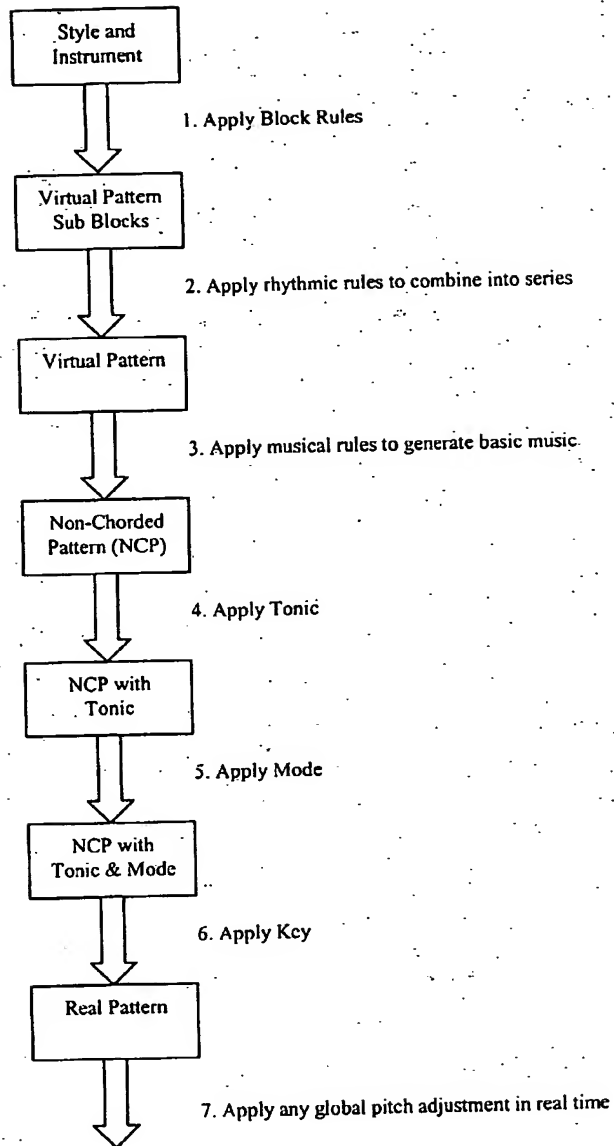 Style and
Instrument
1. Apply Block Rules
Virtual Pattern
Sub Blocks
2. Apply rhythmic rules to combine into series
Virtual Pattern
3. Apply musical rules to generate basic music
Non-Chorded
Pattern (NCP)
4. Apply Tonic
NCP with
Tonic
5. Apply Mode
NCP with
Tonic & Mode
6. Apply Key
Real Pattern
7. Apply any global pitch adjustment in real time